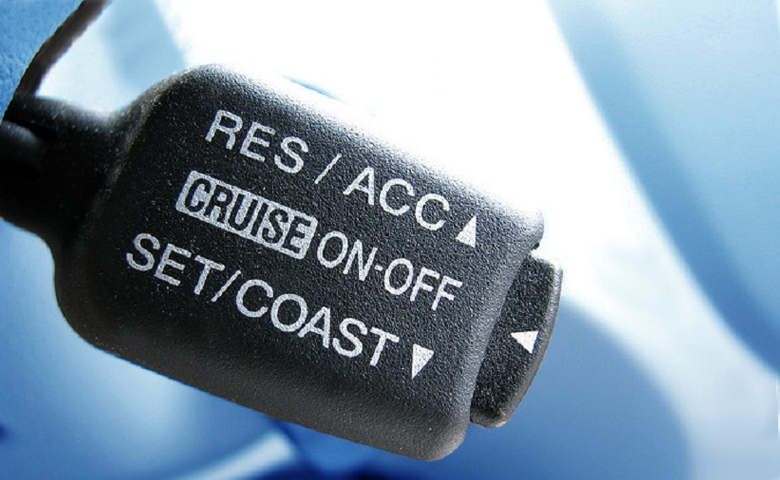 RES / ACC ▲
CRUISE ON-OFF
SET/COAST ▼